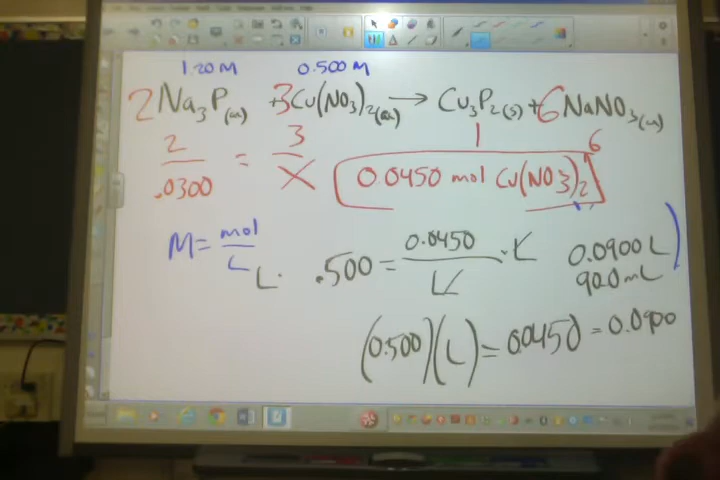 1.20 M 0.500 M
2Na3P(aq) + 3Cu(NO3)2(aq) → Cu3P2(s) + 6NaNO3(aq)
2 3 1 6
.0300 = X 0.0450 mol Cu(NO3)2
M = mol/L L. .500 = 0.0450/L · L 0.0900 L
90.0 mL
(0.500)(L) = 0.0450 = 0.0900